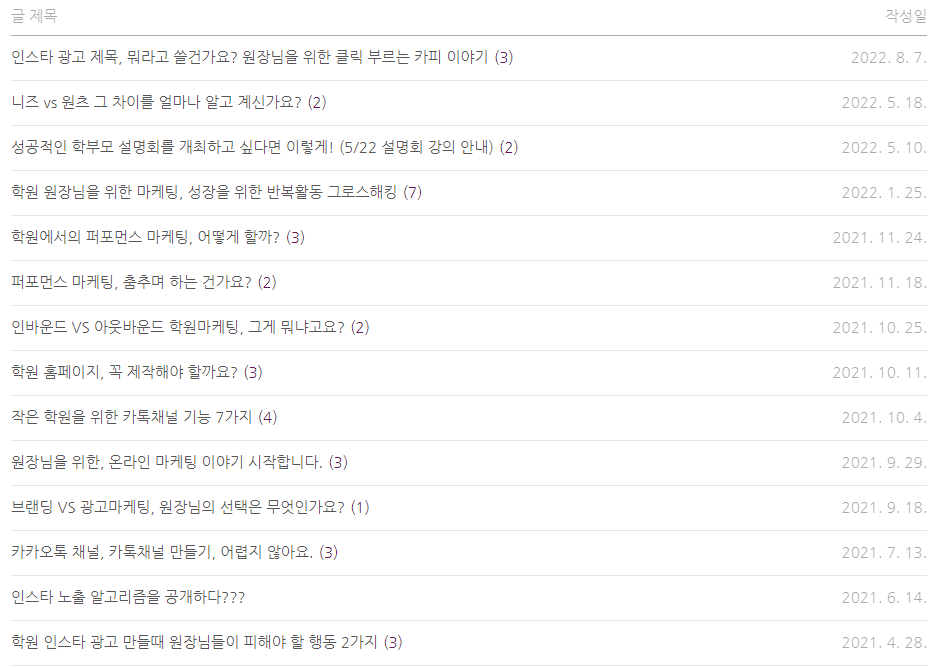 글 제목 작성일
인스타 광고 제목, 뭐라고 쓸건가요? 원장님을 위한 클릭 부르는 카피 이야기 (3) 2022. 8. 7.
니즈 vs 원츠 그 차이를 얼마나 알고 계신가요? (2) 2022. 5. 18.
성공적인 학부모 설명회를 개최하고 싶다면 이렇게! (5/22 설명회 강의 안내) (2) 2022. 5. 10.
학원 원장님을 위한 마케팅, 성장을 위한 반복활동 그로스해킹 (7) 2022. 1. 25.
학원에서의 퍼포먼스 마케팅, 어떻게 할까? (3) 2021. 11. 24.
퍼포먼스 마케팅, 춤추며 하는 건가요? (2) 2021. 11. 18.
인바운드 VS 아웃바운드 학원마케팅, 그게 뭐냐고요? (2) 2021. 10. 25.
학원 홈페이지, 꼭 제작해야 할까요? (3) 2021. 10. 11.
작은 학원을 위한 카톡채널 기능 7가지 (4) 2021. 10. 4.
원장님을 위한, 온라인 마케팅 이야기 시작합니다. (3) 2021. 9. 29.
브랜딩 VS 광고마케팅, 원장님의 선택은 무엇인가요? (1) 2021. 9. 18.
카카오톡 채널, 카톡채널 만들기, 어렵지 않아요. (3) 2021. 7. 13.
인스타 노출 알고리즘을 공개하다??? 2021. 6. 14.
학원 인스타 광고 만들때 원장님들이 피해야 할 행동 2가지 (3) 2021. 4. 28.